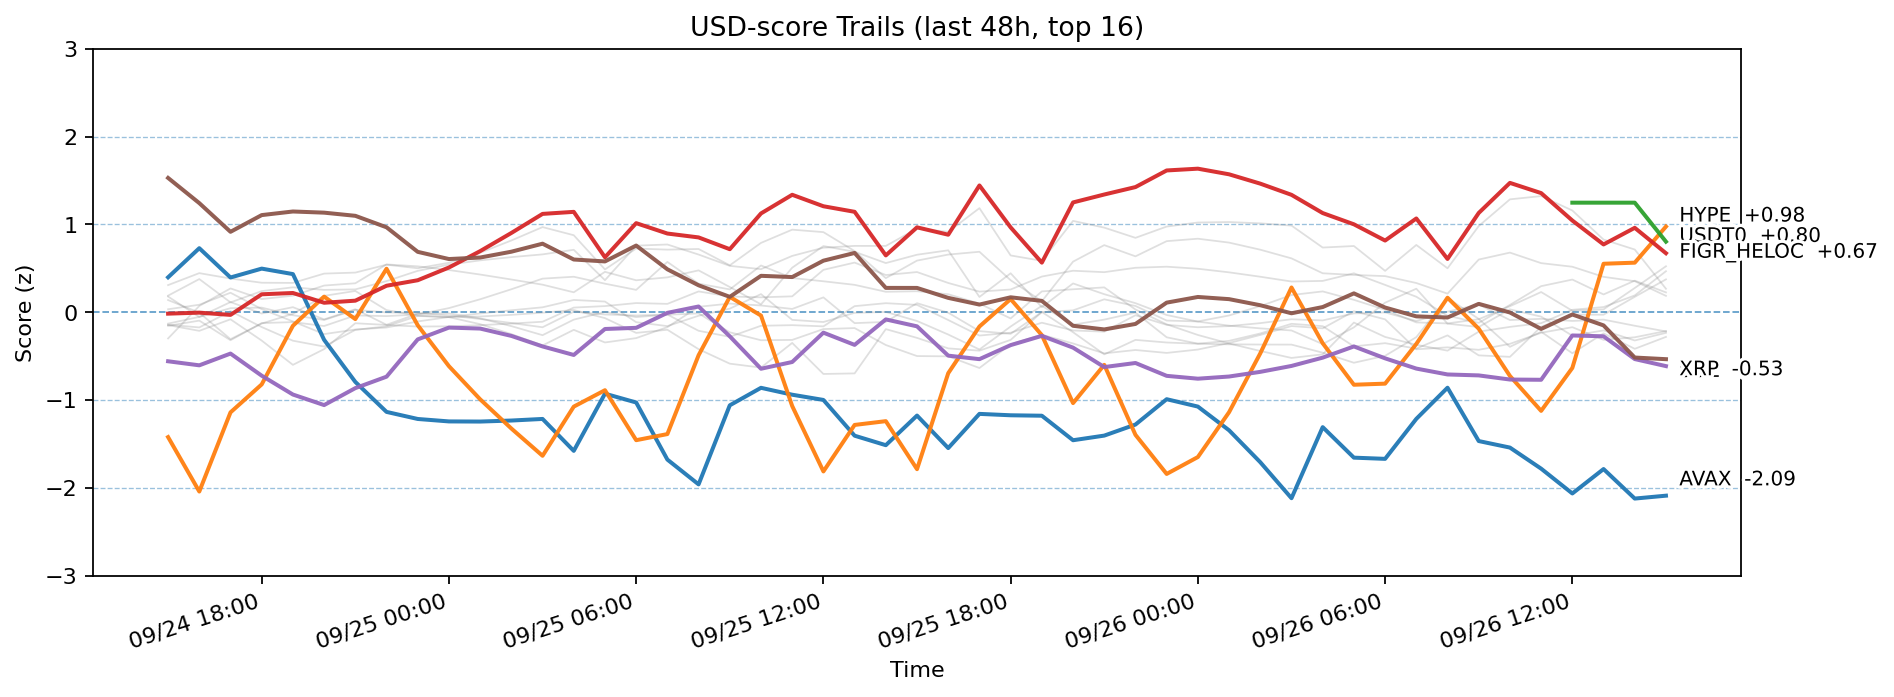 USD-score Trails (last 48h, top 16)
3
2
1
0
−1
−2
−3
Score (z)
HYPE +0.98
USDT0 +0.80
FIGR_HELOC +0.67
XRP -0.53
AVAX -2.09
09/24 18:00
09/25 00:00
09/25 06:00
09/25 12:00
09/25 18:00
09/26 00:00
09/26 06:00
09/26 12:00
Time